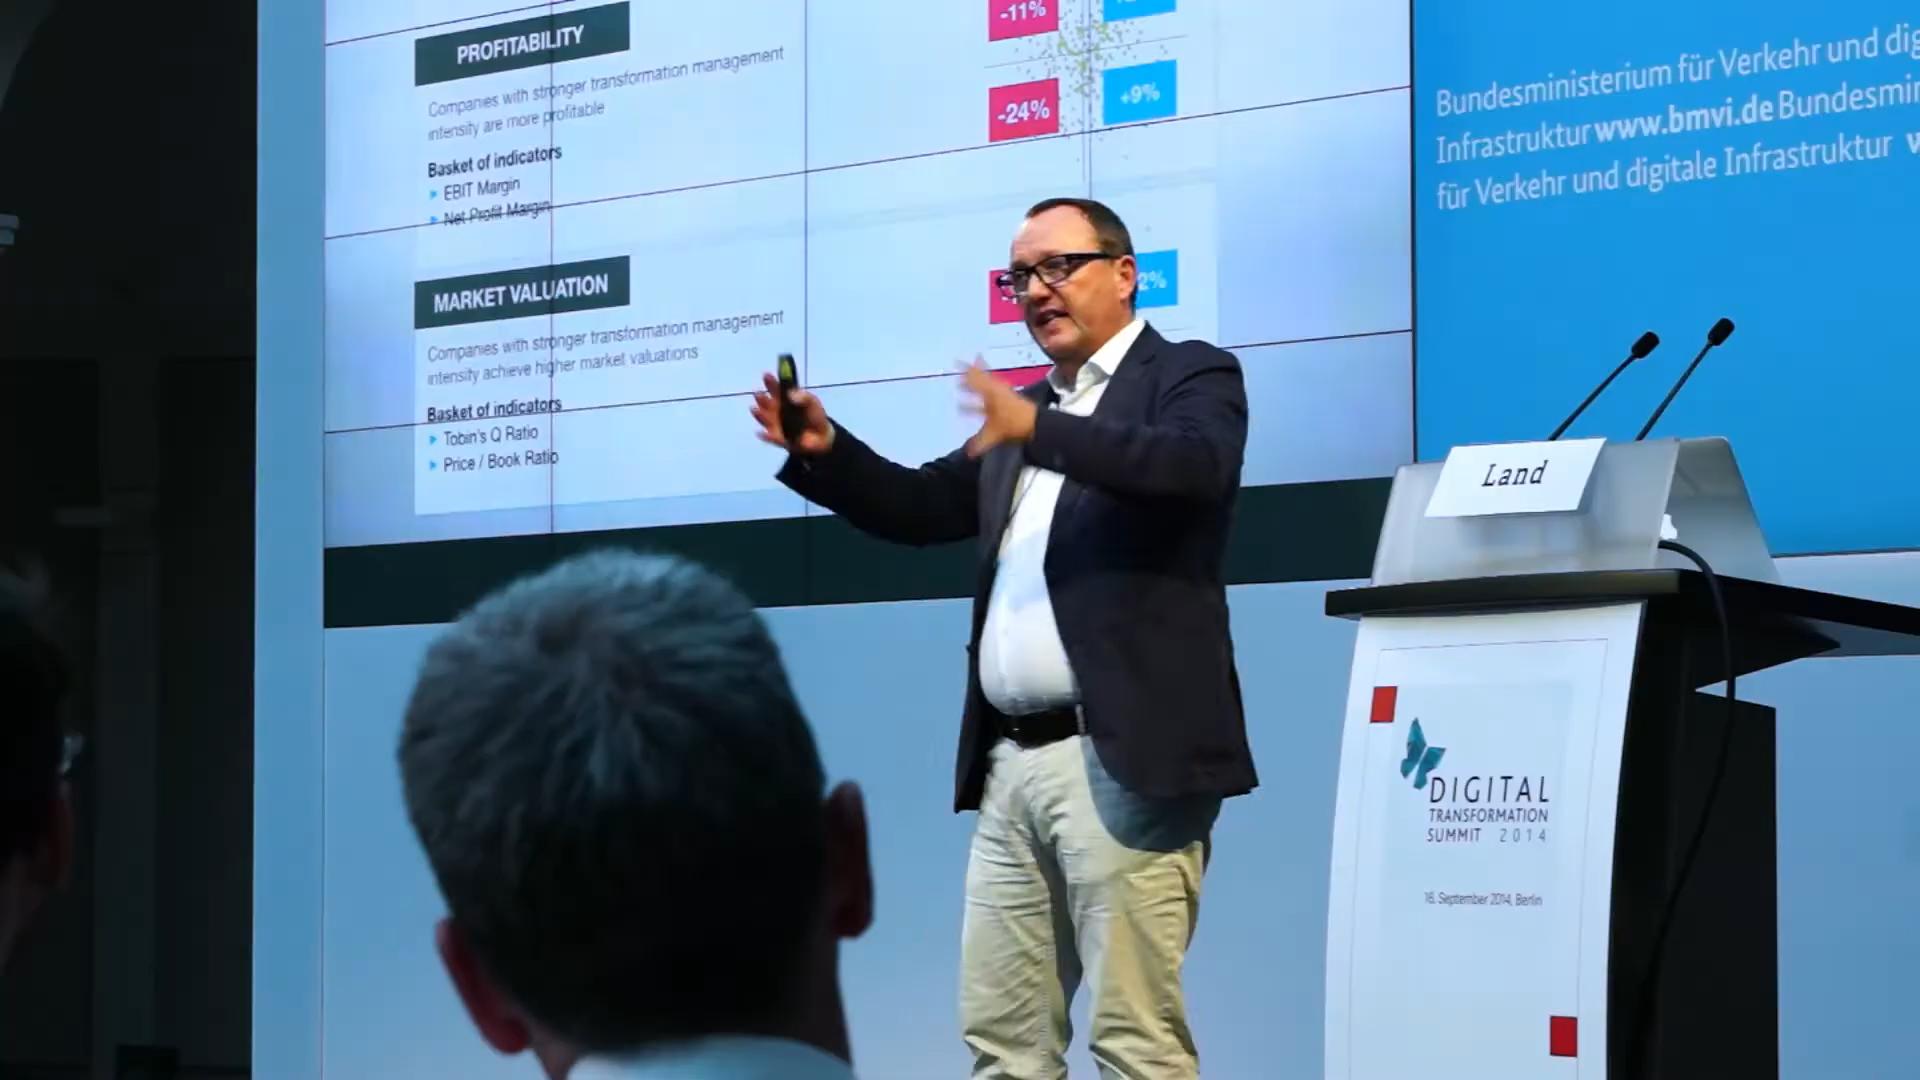 PROFITABILITY
Companies with stronger transformation management
intensity are more profitable
Basket of indicators
EBIT Margin
Net Profit Margin
-11%
-24%
+9%
MARKET VALUATION
Companies with stronger transformation management
intensity achieve higher market valuations
Basket of indicators
Tobin's Q Ratio
Price / Book Ratio
2%
Bundesministerium für Verkehr und dig
Infrastruktur www.bmvi.de Bundesmin
für Verkehr und digitale Infrastruktur w
Land
DIGITAL
TRANSFORMATION
SUMMIT 2014
16. September 2014, Berlin